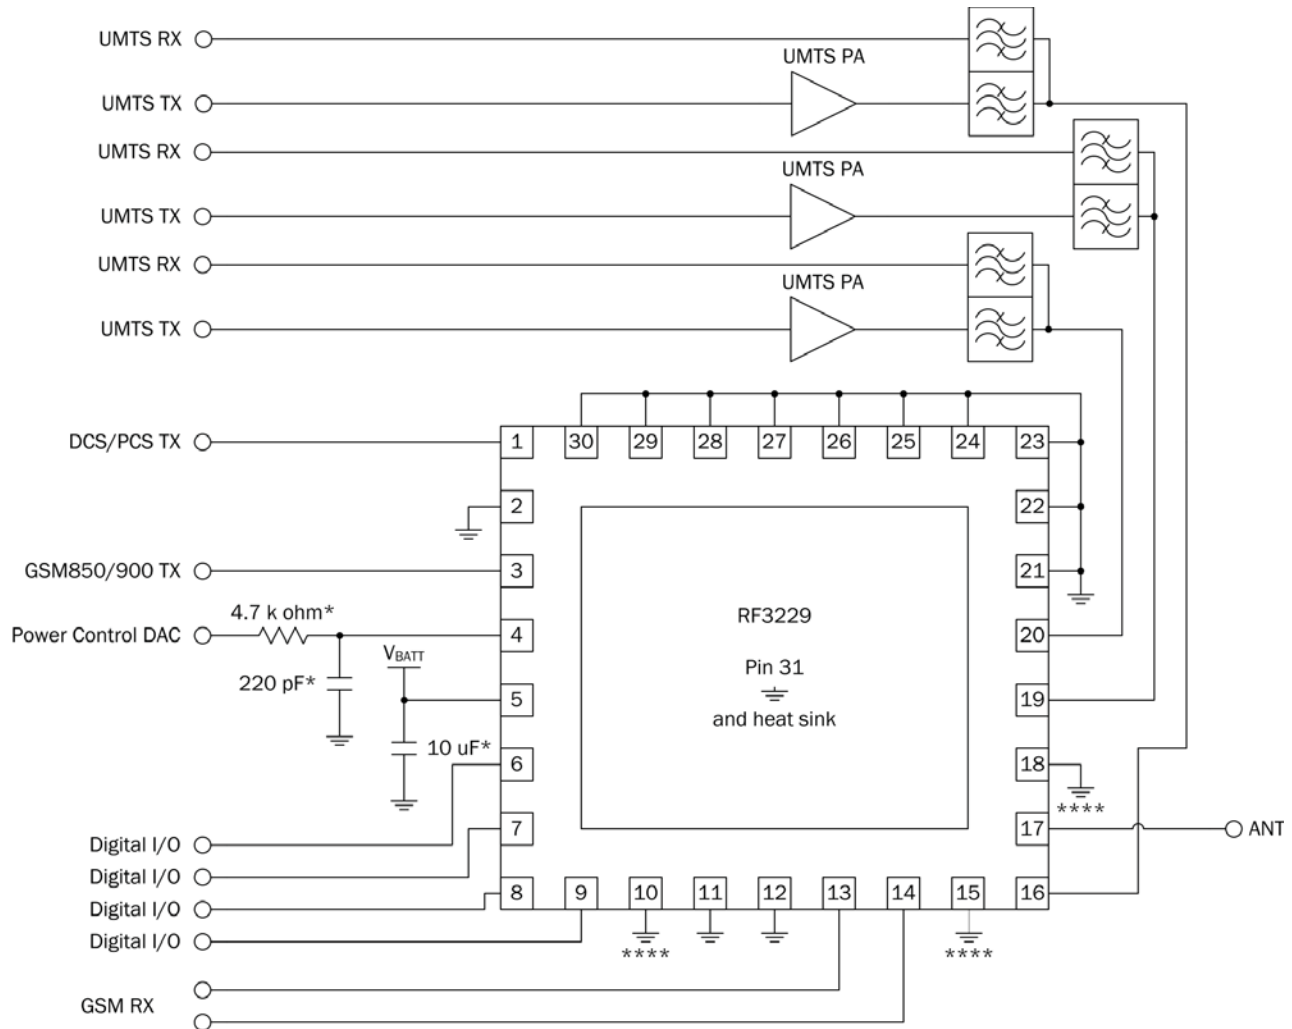 UMTS RX
UMTS PA
UMTS TX
UMTS RX
UMTS PA
UMTS TX
UMTS RX
UMTS PA
UMTS TX
DCS/PCS TX
1
30
29
28
27
26
25
24
23
2
22
GSM850/900 TX
3
21
4.7 k ohm*
RF3229
Power Control DAC
4
20
VBATT
Pin 31
220 pF*
5
19
and heat sink
10 uF*
6
18
****
7
17
ANT
Digital I/O
Digital I/O
8
9
10
11
12
13
14
15
16
Digital I/O
Digital I/O
****
****
GSM RX